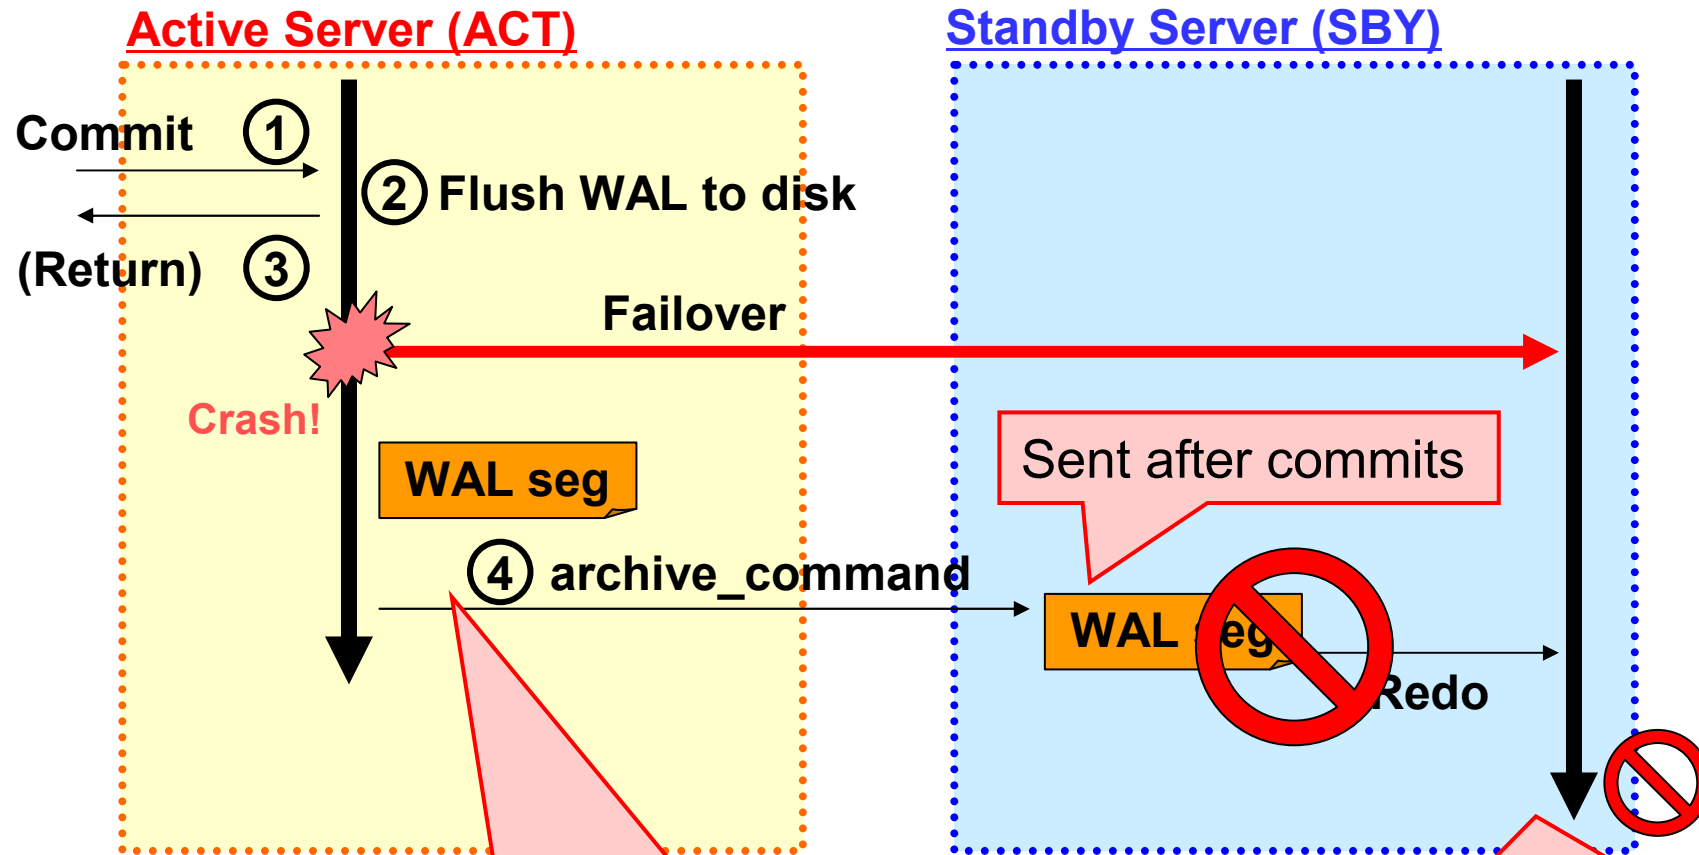 Active Server (ACT)
Standby Server (SBY)
Commit ①
② Flush WAL to disk
(Return) ③
Failover
Crash!
Sent after commits
WAL seg
④ archive_command
WAL seg
Redo